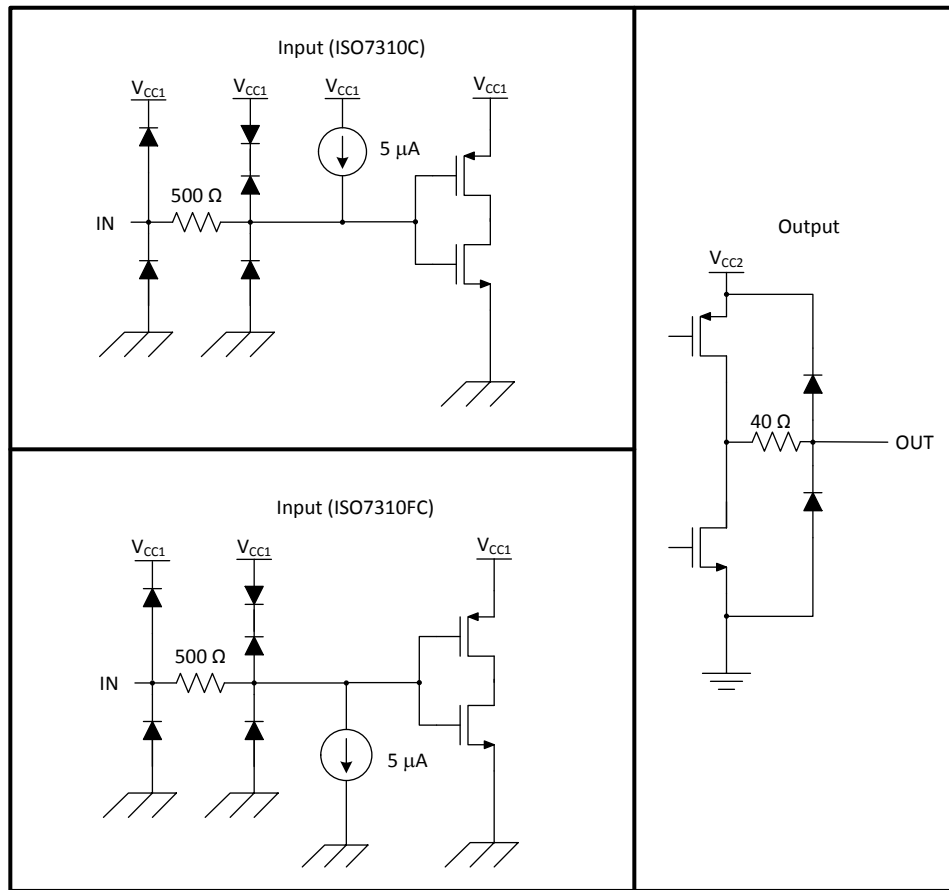 Input (ISO7310C)
VCC1 VCC1 VCC1 VCC1
5 μA
500 Ω
IN
Input (ISO7310FC)
VCC1 VCC1 VCC1
500 Ω
IN
5 μA
Output
VCC2
40 Ω
OUT